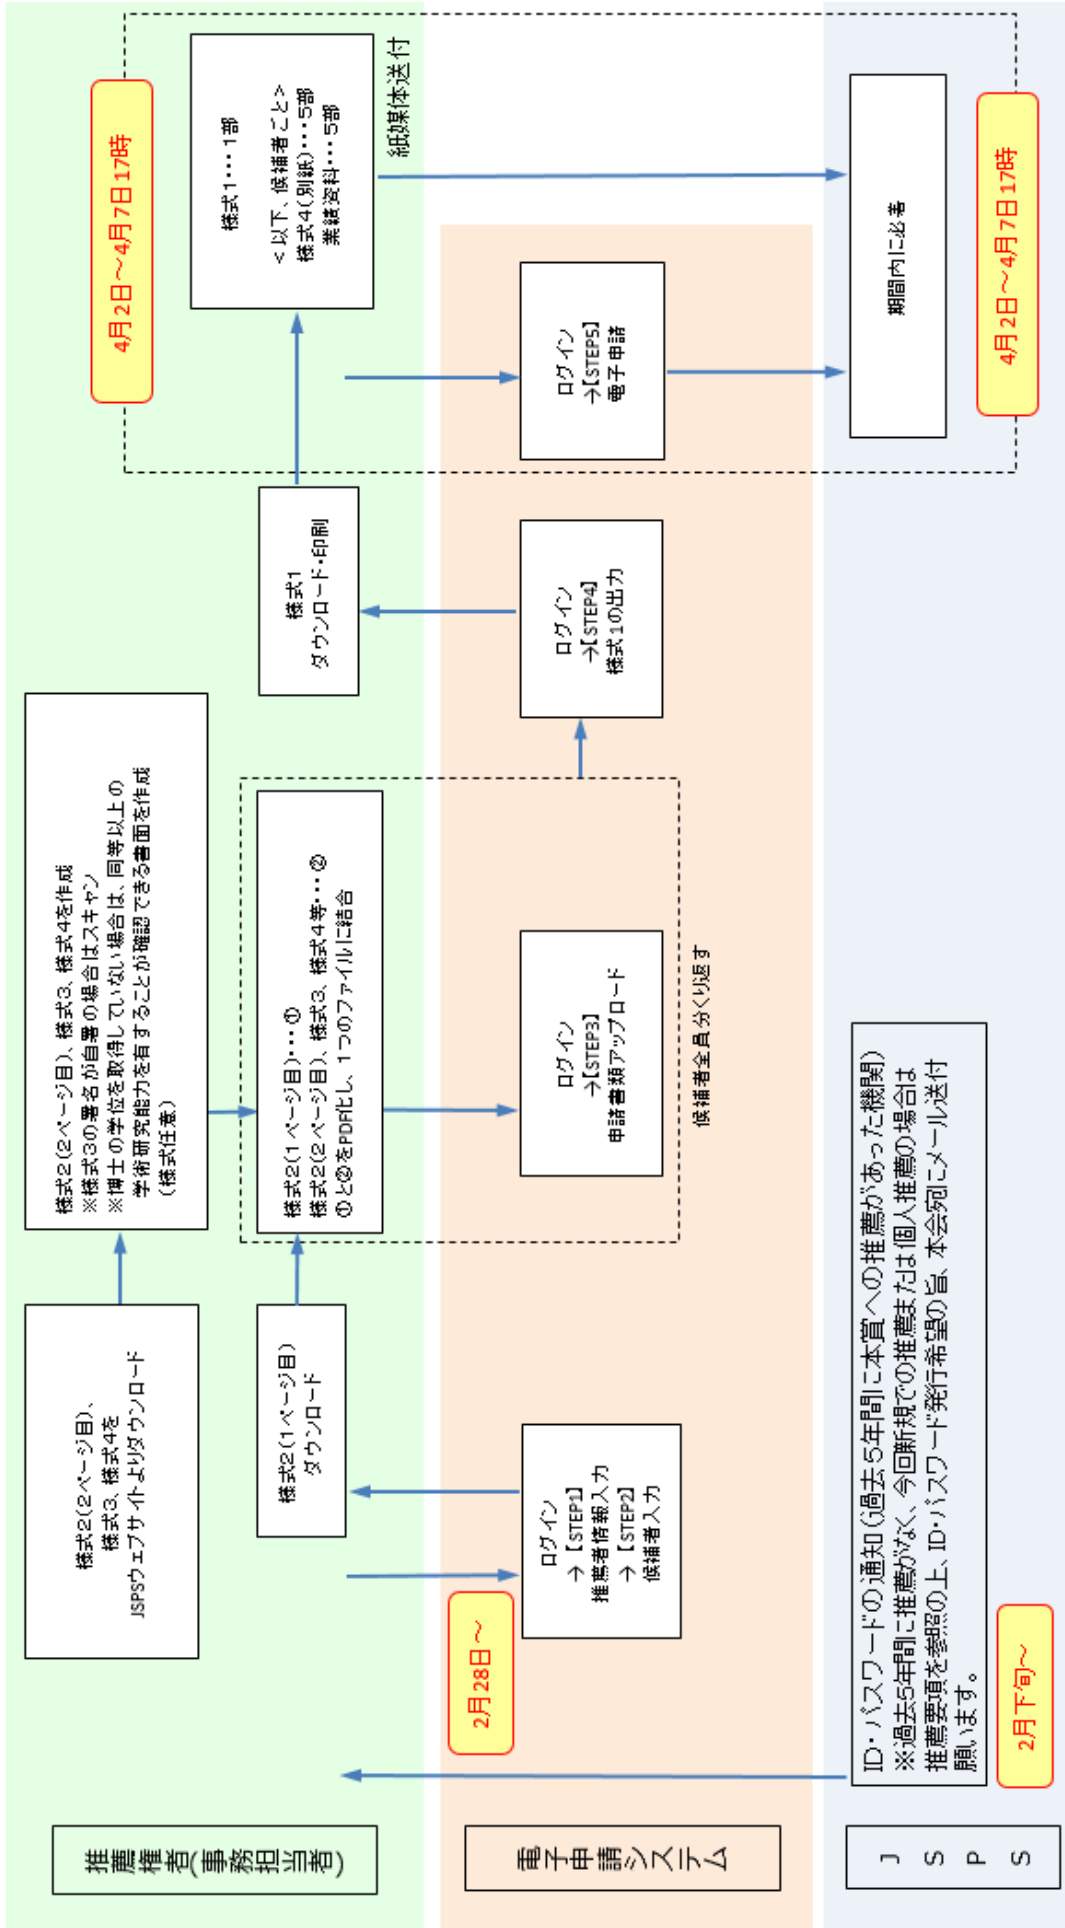 推薦権者(事務担当者)
様式2(2ページ目)、
様式3、様式4を
JSPSウェブサイトよりダウンロード
様式2(2ページ目)、様式3、様式4を作成
※様式3の署名が自署の場合はスキャン
※博士の学位を取得していない場合は、同等以上の
学術研究能力を有することが確認できる書面を作成
(様式任意)
様式2(1ページ目)
ダウンロード
様式2(1ページ目)・・・①
様式2(2ページ目)、様式3、様式4等・・・②
①と②をPDF化し、1つのファイルに結合
様式1
ダウンロード・印刷
4月2日～4月7日17時
様式1・・・1部
<以下、候補者ごと>
様式4(別紙)・・・5部
業績資料・・・5部
紙媒体送付
電子申請システム
2月28日～
ログイン
→【STEP1】
推薦者情報入力
→【STEP2】
候補者入力
ログイン
→【STEP3】
申請書類アップロード
候補者全員分くり返す
ログイン
→【STEP4】
様式1の出力
ログイン
→【STEP5】
電子申請
JSPS
ID・パスワードの通知(過去5年間に本賞への推薦があった機関)
※過去5年間に推薦がなく、今回新規での推薦または個人推薦の場合は
推薦要項を参照の上、ID・パスワード発行希望の旨、本会宛にメール送付
願います。
2月下旬～
期間内に必着
4月2日～4月7日17時